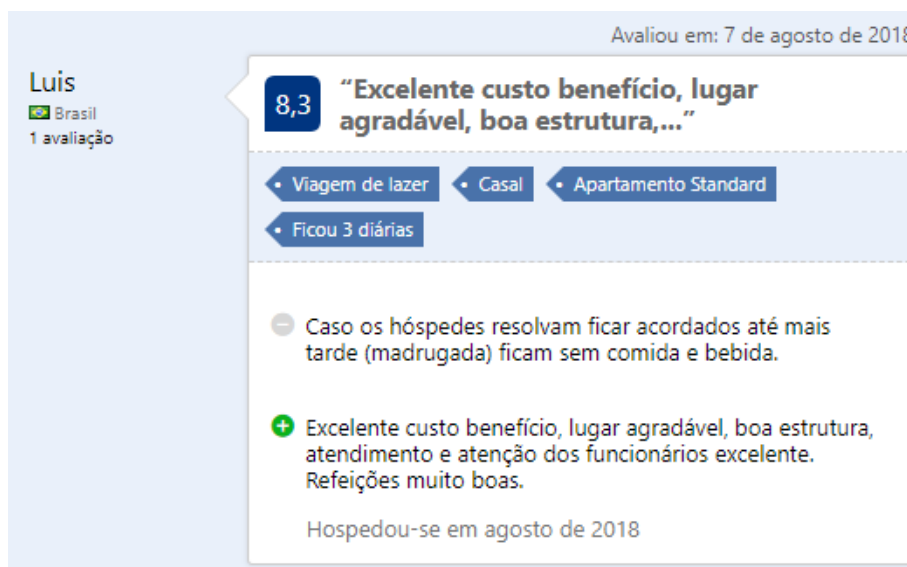 Avaliou em: 7 de agosto de 2018
Luis
Brasil
1 avaliação
8,3
“Excelente custo benefício, lugar
agradável, boa estrutura,...”
Viagem de lazer
Casal
Apartamento Standard
Ficou 3 diárias
Caso os hóspedes resolvam ficar acordados até mais
tarde (madrugada) ficam sem comida e bebida.
Excelente custo benefício, lugar agradável, boa estrutura,
atendimento e atenção dos funcionários excelente.
Refeições muito boas.
Hospedou-se em agosto de 2018